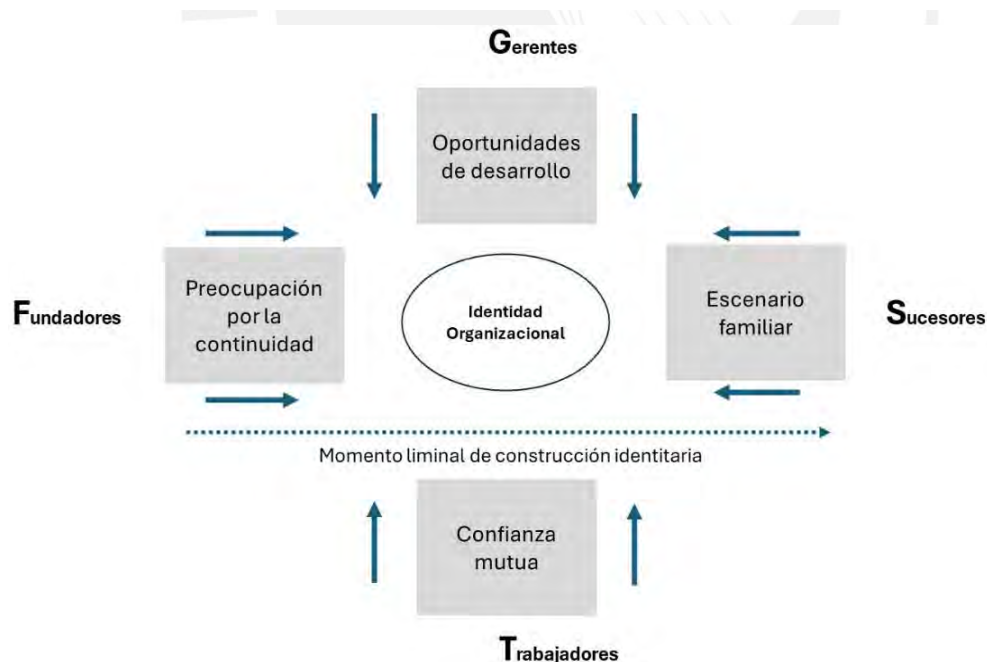 Gerentes
Oportunidades
de desarrollo
Fundadores
Preocupación
por la
continuidad
Identidad
Organizacional
Escenario
familiar
Sucesores
Momento liminal de construcción identitaria
Confianza
mutua
Trabajadores